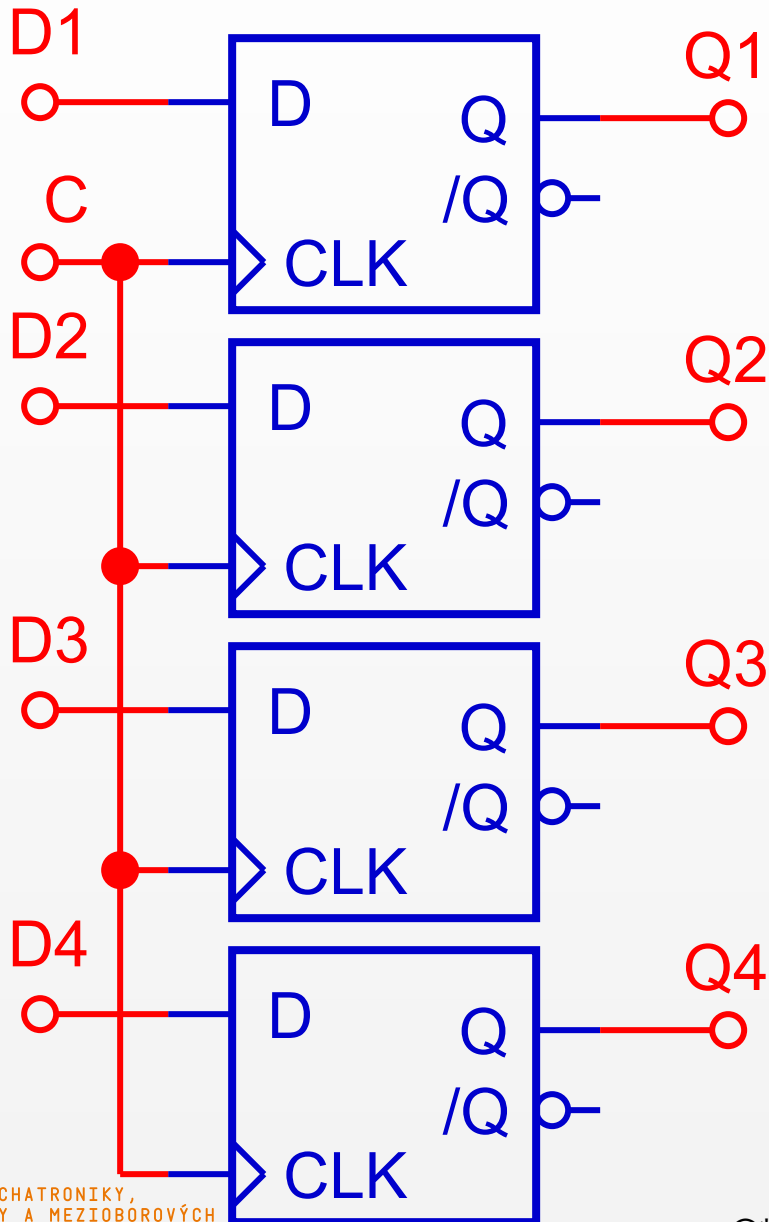 D1
Q1
D
Q
/Q
C
CLK
D2
Q2
D
Q
/Q
CLK
D3
Q3
D
Q
/Q
CLK
D4
Q4
D
Q
/Q
CLK
CHATRONIKY,
Y A MEZIOBOROVÝCH